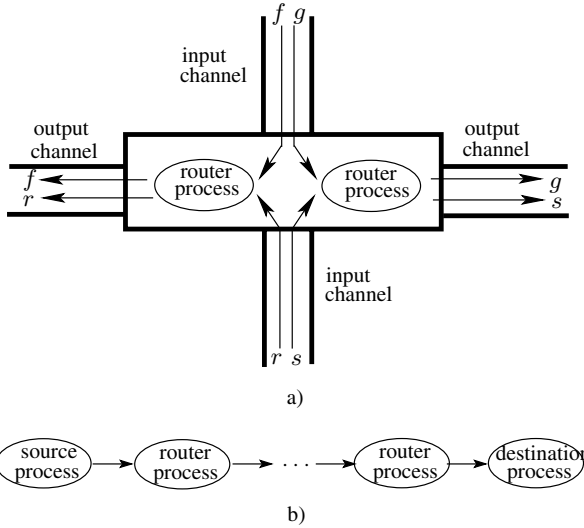 f g
input
channel
output
channel
output
channel
router
process
router
process
f
r
g
s
input
channel
r s
a)
source
process
router
process
...
router
process
destination
process
b)